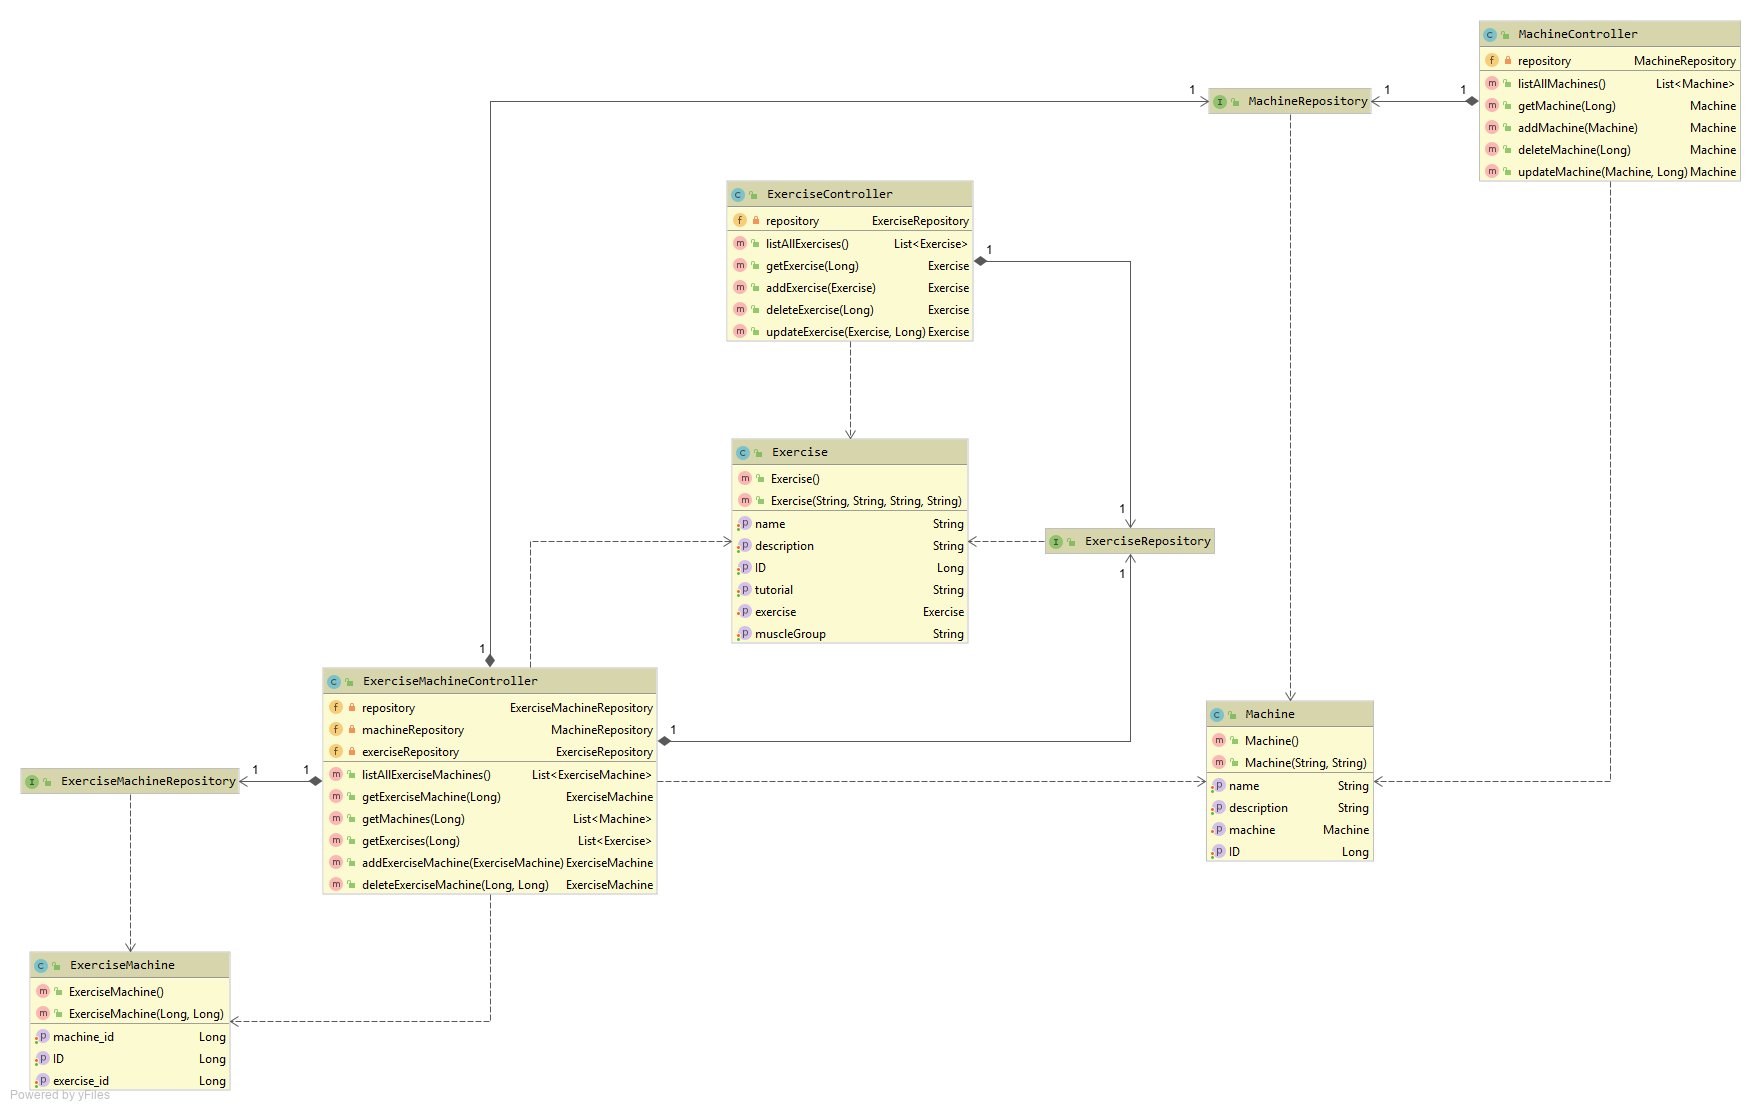 MachineController
repository MachineRepository
listAllMachines() List<Machine>
getMachine(Long) Machine
addMachine(Machine) Machine
deleteMachine(Long) Machine
updateMachine(Machine, Long) Machine
1
1
1
MachineRepository
ExerciseController
repository ExerciseRepository
listAllExercises() List<Exercise>
getExercise(Long) Exercise
addExercise(Exercise) Exercise
deleteExercise(Long) Exercise
updateExercise(Exercise, Long) Exercise
1
Exercise
Exercise()
Exercise(String, String, String, String)
name String
description String
ID Long
tutorial String
exercise Exercise
muscleGroup String
1
ExerciseRepository
1
1
ExerciseMachineController
repository ExerciseMachineRepository
machineRepository MachineRepository
exerciseRepository ExerciseRepository
listAllExerciseMachines() List<ExerciseMachine>
getExerciseMachine(Long) ExerciseMachine
getMachines(Long) List<Machine>
getExercises(Long) List<Exercise>
addExerciseMachine(ExerciseMachine) ExerciseMachine
deleteExerciseMachine(Long, Long) ExerciseMachine
1
Machine
Machine()
Machine(String, String)
name String
description String
machine Machine
ID Long
1
1
ExerciseMachineRepository
ExerciseMachine
ExerciseMachine()
ExerciseMachine(Long, Long)
machine_id Long
ID Long
exercise_id Long
Powered by yFiles